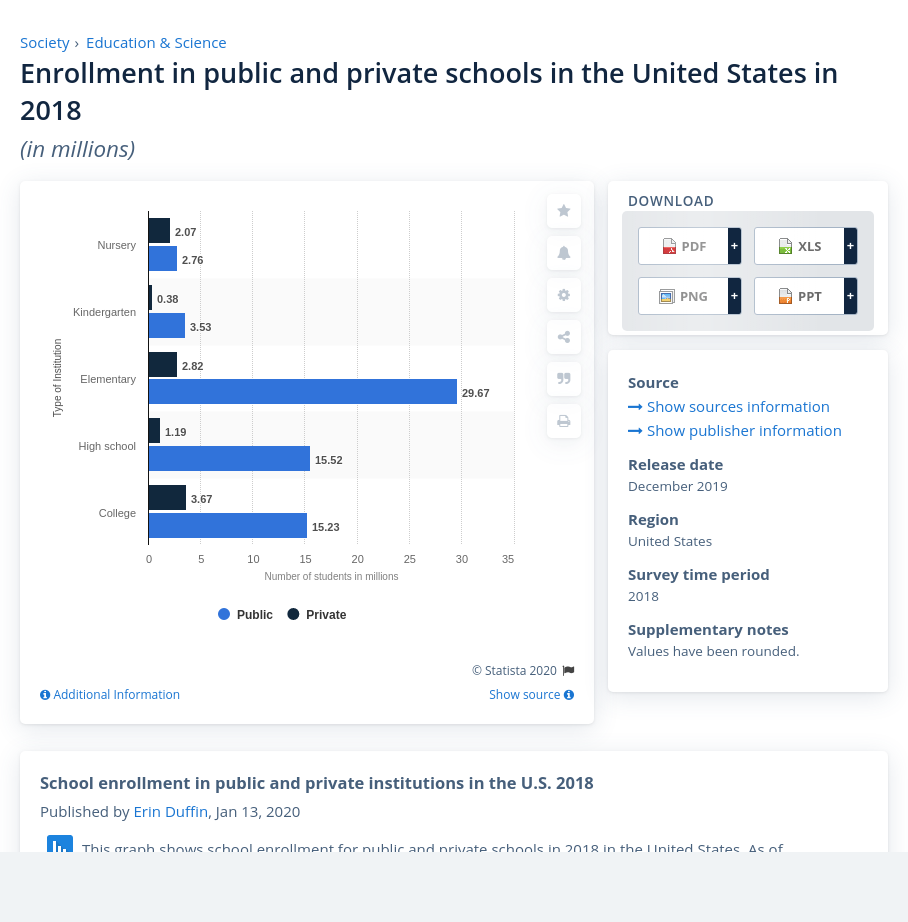 Society › Education & Science
Enrollment in public and private schools in the United States in
2018
(in millions)
Type of Institution
Nursery
2.07
2.76
Kindergarten
0.38
3.53
Elementary
2.82
29.67
High school
1.19
15.52
College
3.67
15.23
0 5 10 15 20 25 30 35
Number of students in millions
Public Private
© Statista 2020
Additional Information
Show source
DOWNLOAD
PDF + XLS +
PNG + PPT +
Source
Show sources information
Show publisher information
Release date
December 2019
Region
United States
Survey time period
2018
Supplementary notes
Values have been rounded.
School enrollment in public and private institutions in the U.S. 2018
Published by Erin Duffin, Jan 13, 2020
This graph shows school enrollment for public and private schools in 2018 in the United States. As of